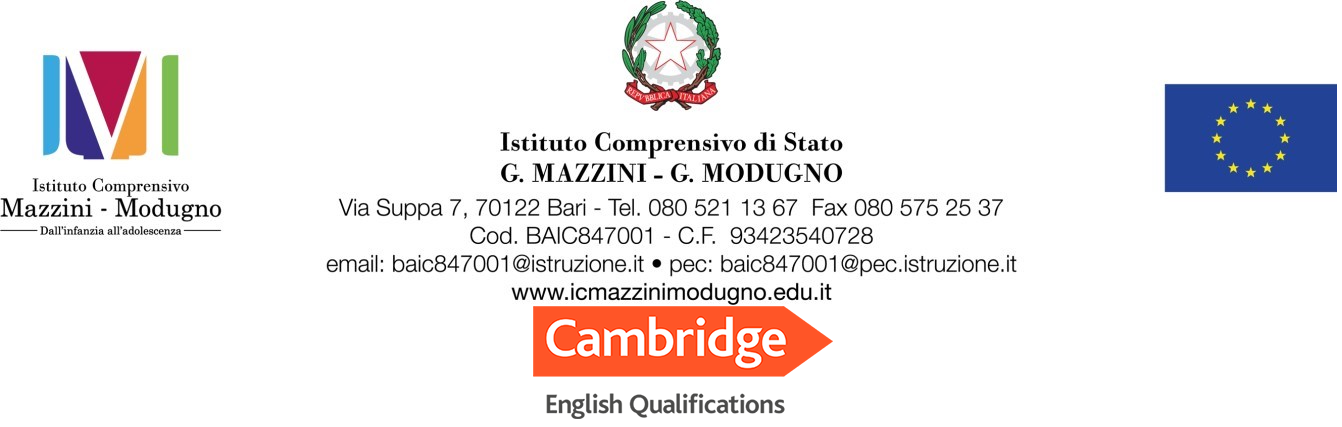 Istituto Comprensivo
Mazzini - Modugno
Dall'infanzia all'adolescenza
REPVBBLICA ITALIANA
Istituto Comprensivo di Stato
G. MAZZINI - G. MODUGNO
Via Suppa 7, 70122 Bari - Tel. 080 521 13 67  Fax 080 575 25 37
Cod. BAIC847001 - C.F.  93423540728
email: baic847001@istruzione.it • pec: baic847001@pec.istruzione.it
www.icmazzinimodugno.edu.it
Cambridge
English Qualifications